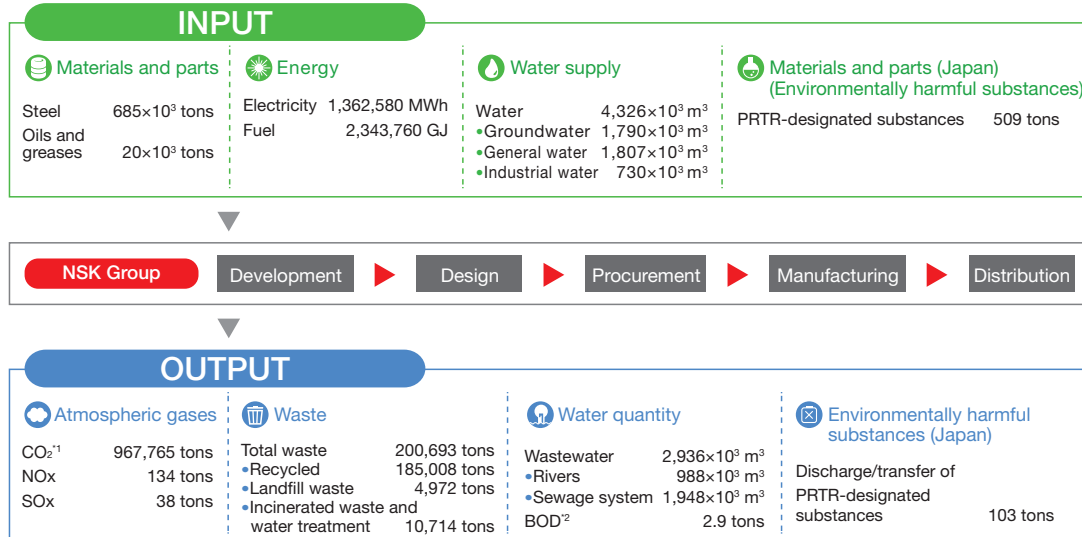 INPUT
Materials and parts
Steel 685×10³ tons
Oils and
greases 20×10³ tons
Energy
Electricity 1,362,580 MWh
Fuel 2,343,760 GJ
Water supply
Water 4,326×10³ m³
•Groundwater 1,790×10³ m³
•General water 1,807×10³ m³
•Industrial water 730×10³ m³
Materials and parts (Japan)
(Environmentally harmful substances)
PRTR-designated substances 509 tons
NSK Group Development Design Procurement Manufacturing Distribution
OUTPUT
Atmospheric gases
CO₂*1 967,765 tons
NOx 134 tons
SOx 38 tons
Waste
Total waste 200,693 tons
•Recycled 185,008 tons
•Landfill waste 4,972 tons
•Incinerated waste and
water treatment 10,714 tons
Water quantity
Wastewater 2,936×10³ m³
•Rivers 988×10³ m³
•Sewage system 1,948×10³ m³
BOD*2 2.9 tons
Environmentally harmful
substances (Japan)
Discharge/transfer of
PRTR-designated
substances 103 tons